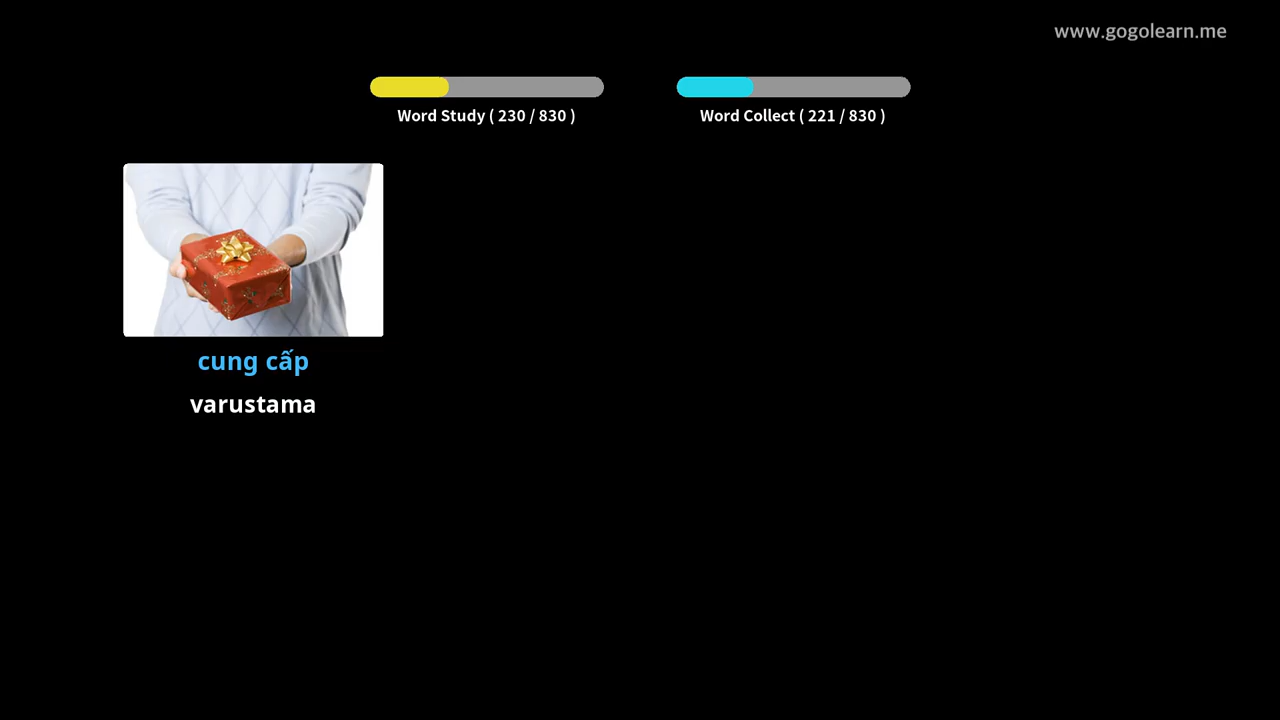 www.gogolearn.me
Word Study ( 230 / 830 )
Word Collect ( 221 / 830 )
cung cấp
varustama